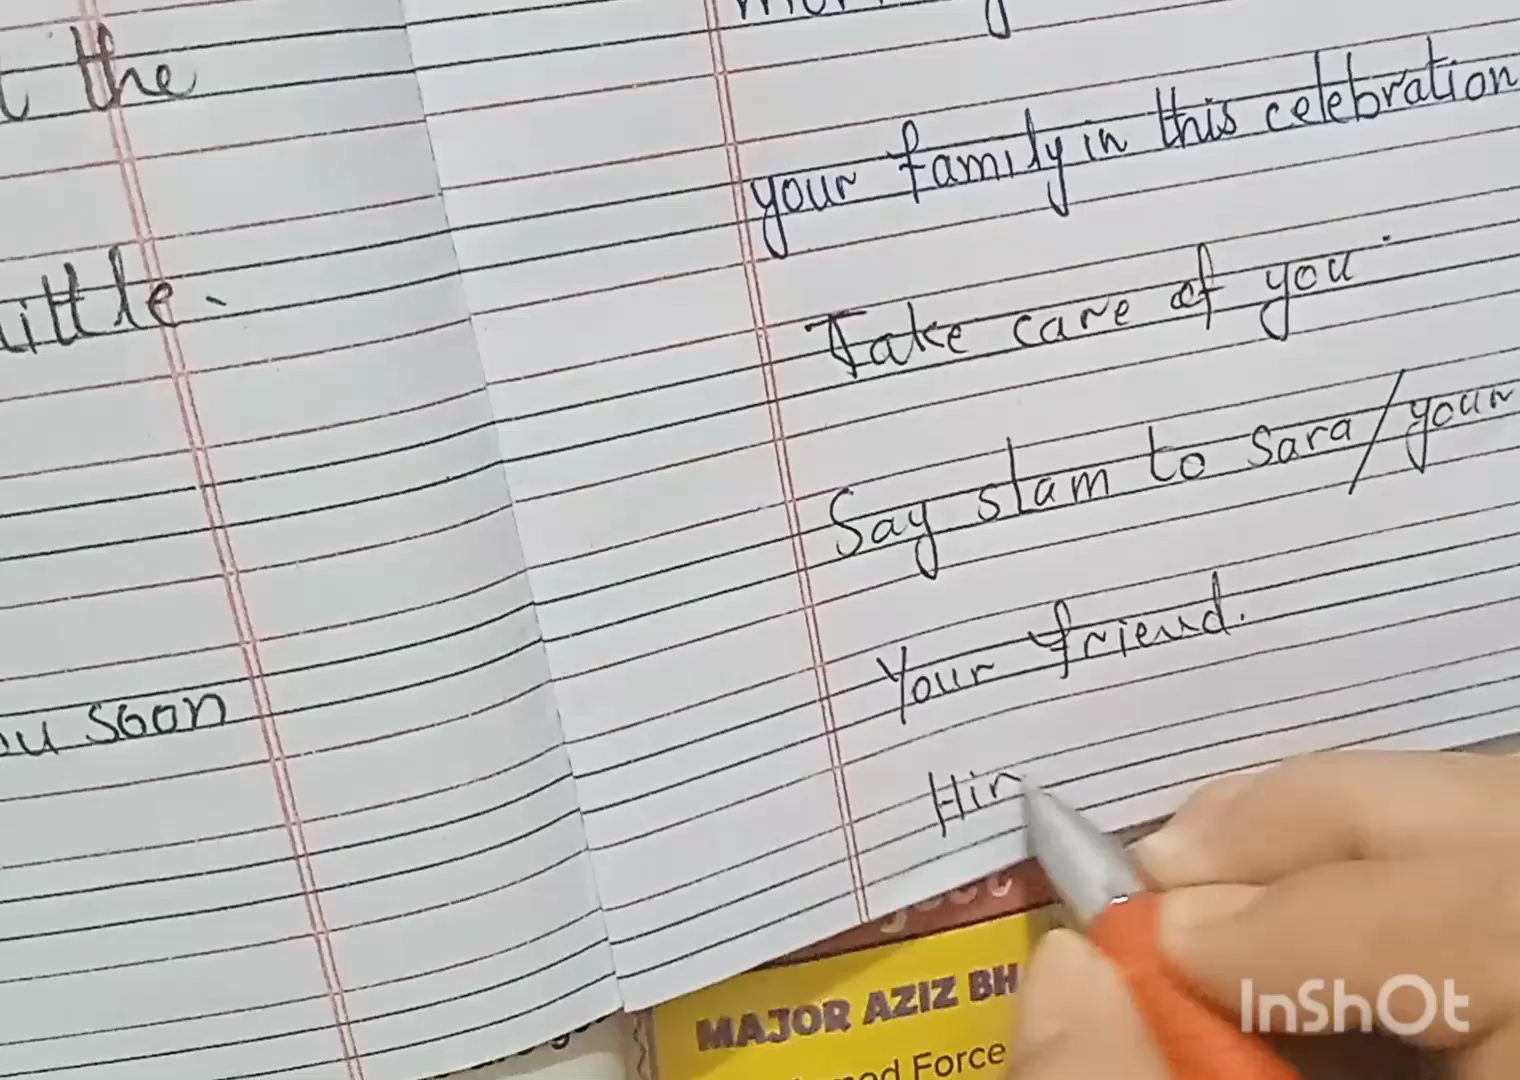 the
little.
soon
your family in this celebration
Take care of you.
Say slam to Sara/your
Your friend.
Hir
MAJOR AZIZ BH
Force
InShOt